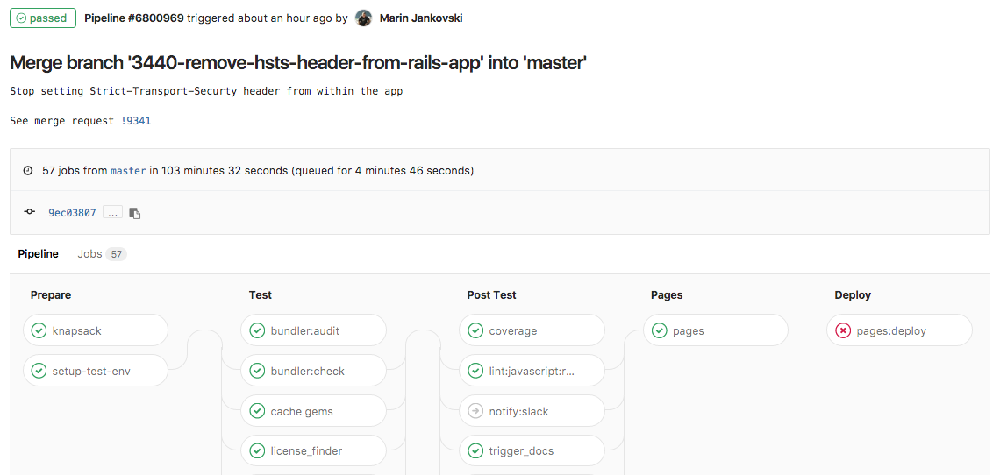 passed Pipeline #6800969 triggered about an hour ago by Marin Jankovski
Merge branch '3440-remove-hsts-header-from-rails-app' into 'master'
Stop setting Strict-Transport-Securty header from within the app
See merge request !9341
57 jobs from master in 103 minutes 32 seconds (queued for 4 minutes 46 seconds)
9ec03807 ...
Pipeline Jobs 57
Prepare Test Post Test Pages Deploy
knapsack bundler:audit coverage pages pages:deploy
setup-test-env bundler:check lint:javascript:r...
cache gems notify:slack
license_finder trigger_docs